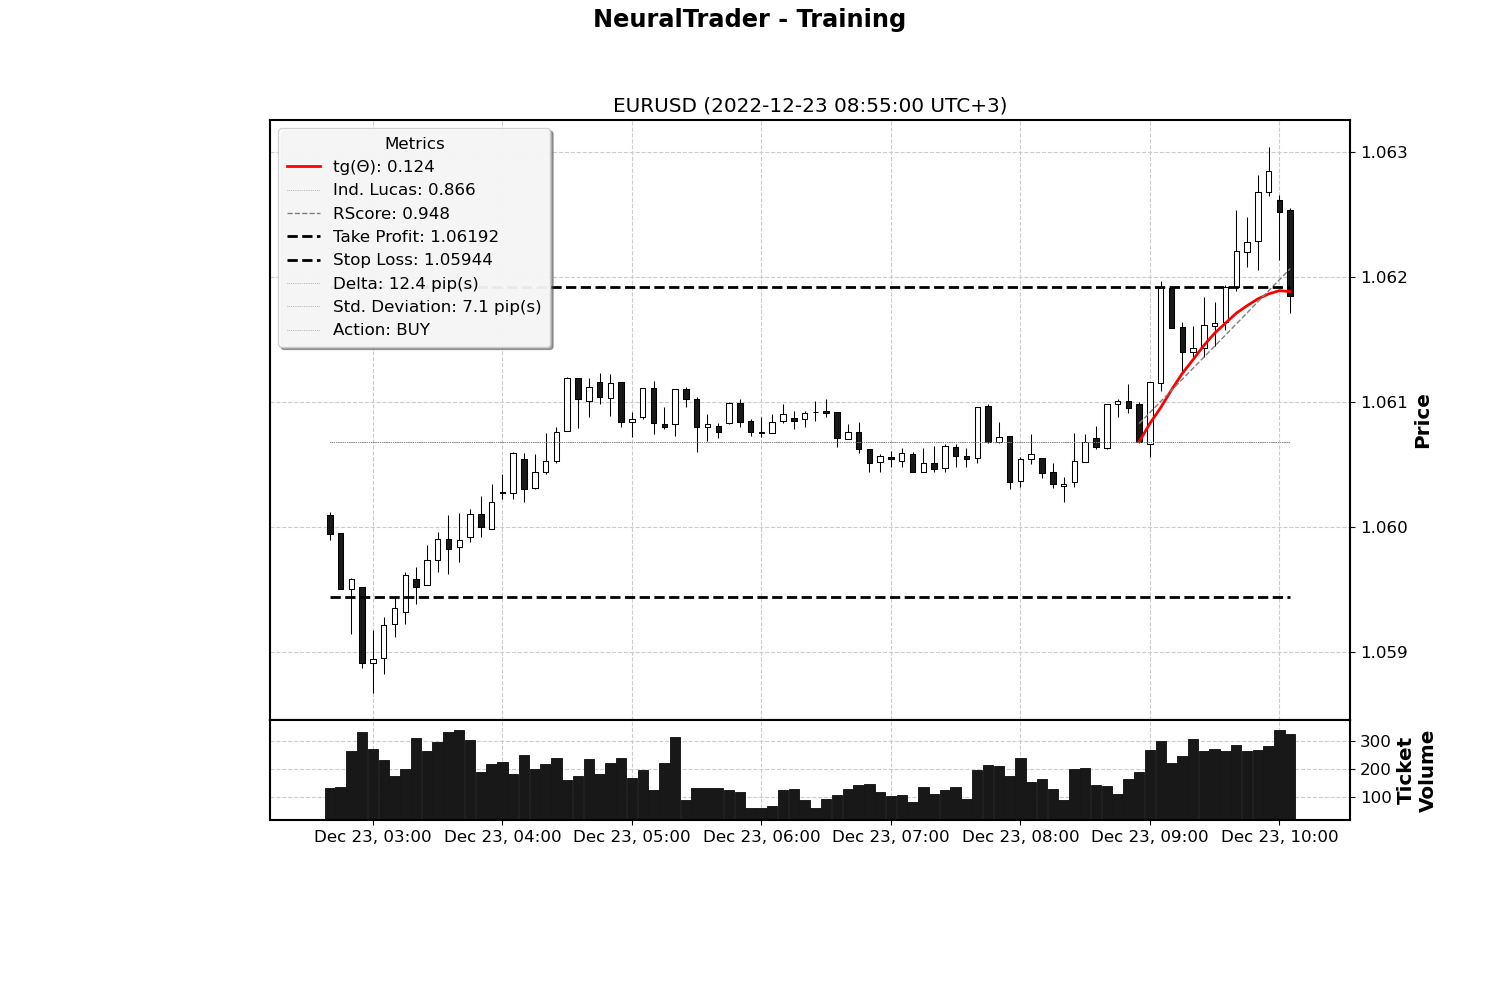 NeuralTrader - Training
EURUSD (2022-12-23 08:55:00 UTC+3)
Metrics
tg(Θ): 0.124
Ind. Lucas: 0.866
RScore: 0.948
Take Profit: 1.06192
Stop Loss: 1.05944
Delta: 12.4 pip(s)
Std. Deviation: 7.1 pip(s)
Action: BUY
1.063
1.062
1.061
1.060
1.059
Price
300
200
100
Ticket
Volume
Dec 23, 03:00 Dec 23, 04:00 Dec 23, 05:00 Dec 23, 06:00 Dec 23, 07:00 Dec 23, 08:00 Dec 23, 09:00 Dec 23, 10:00